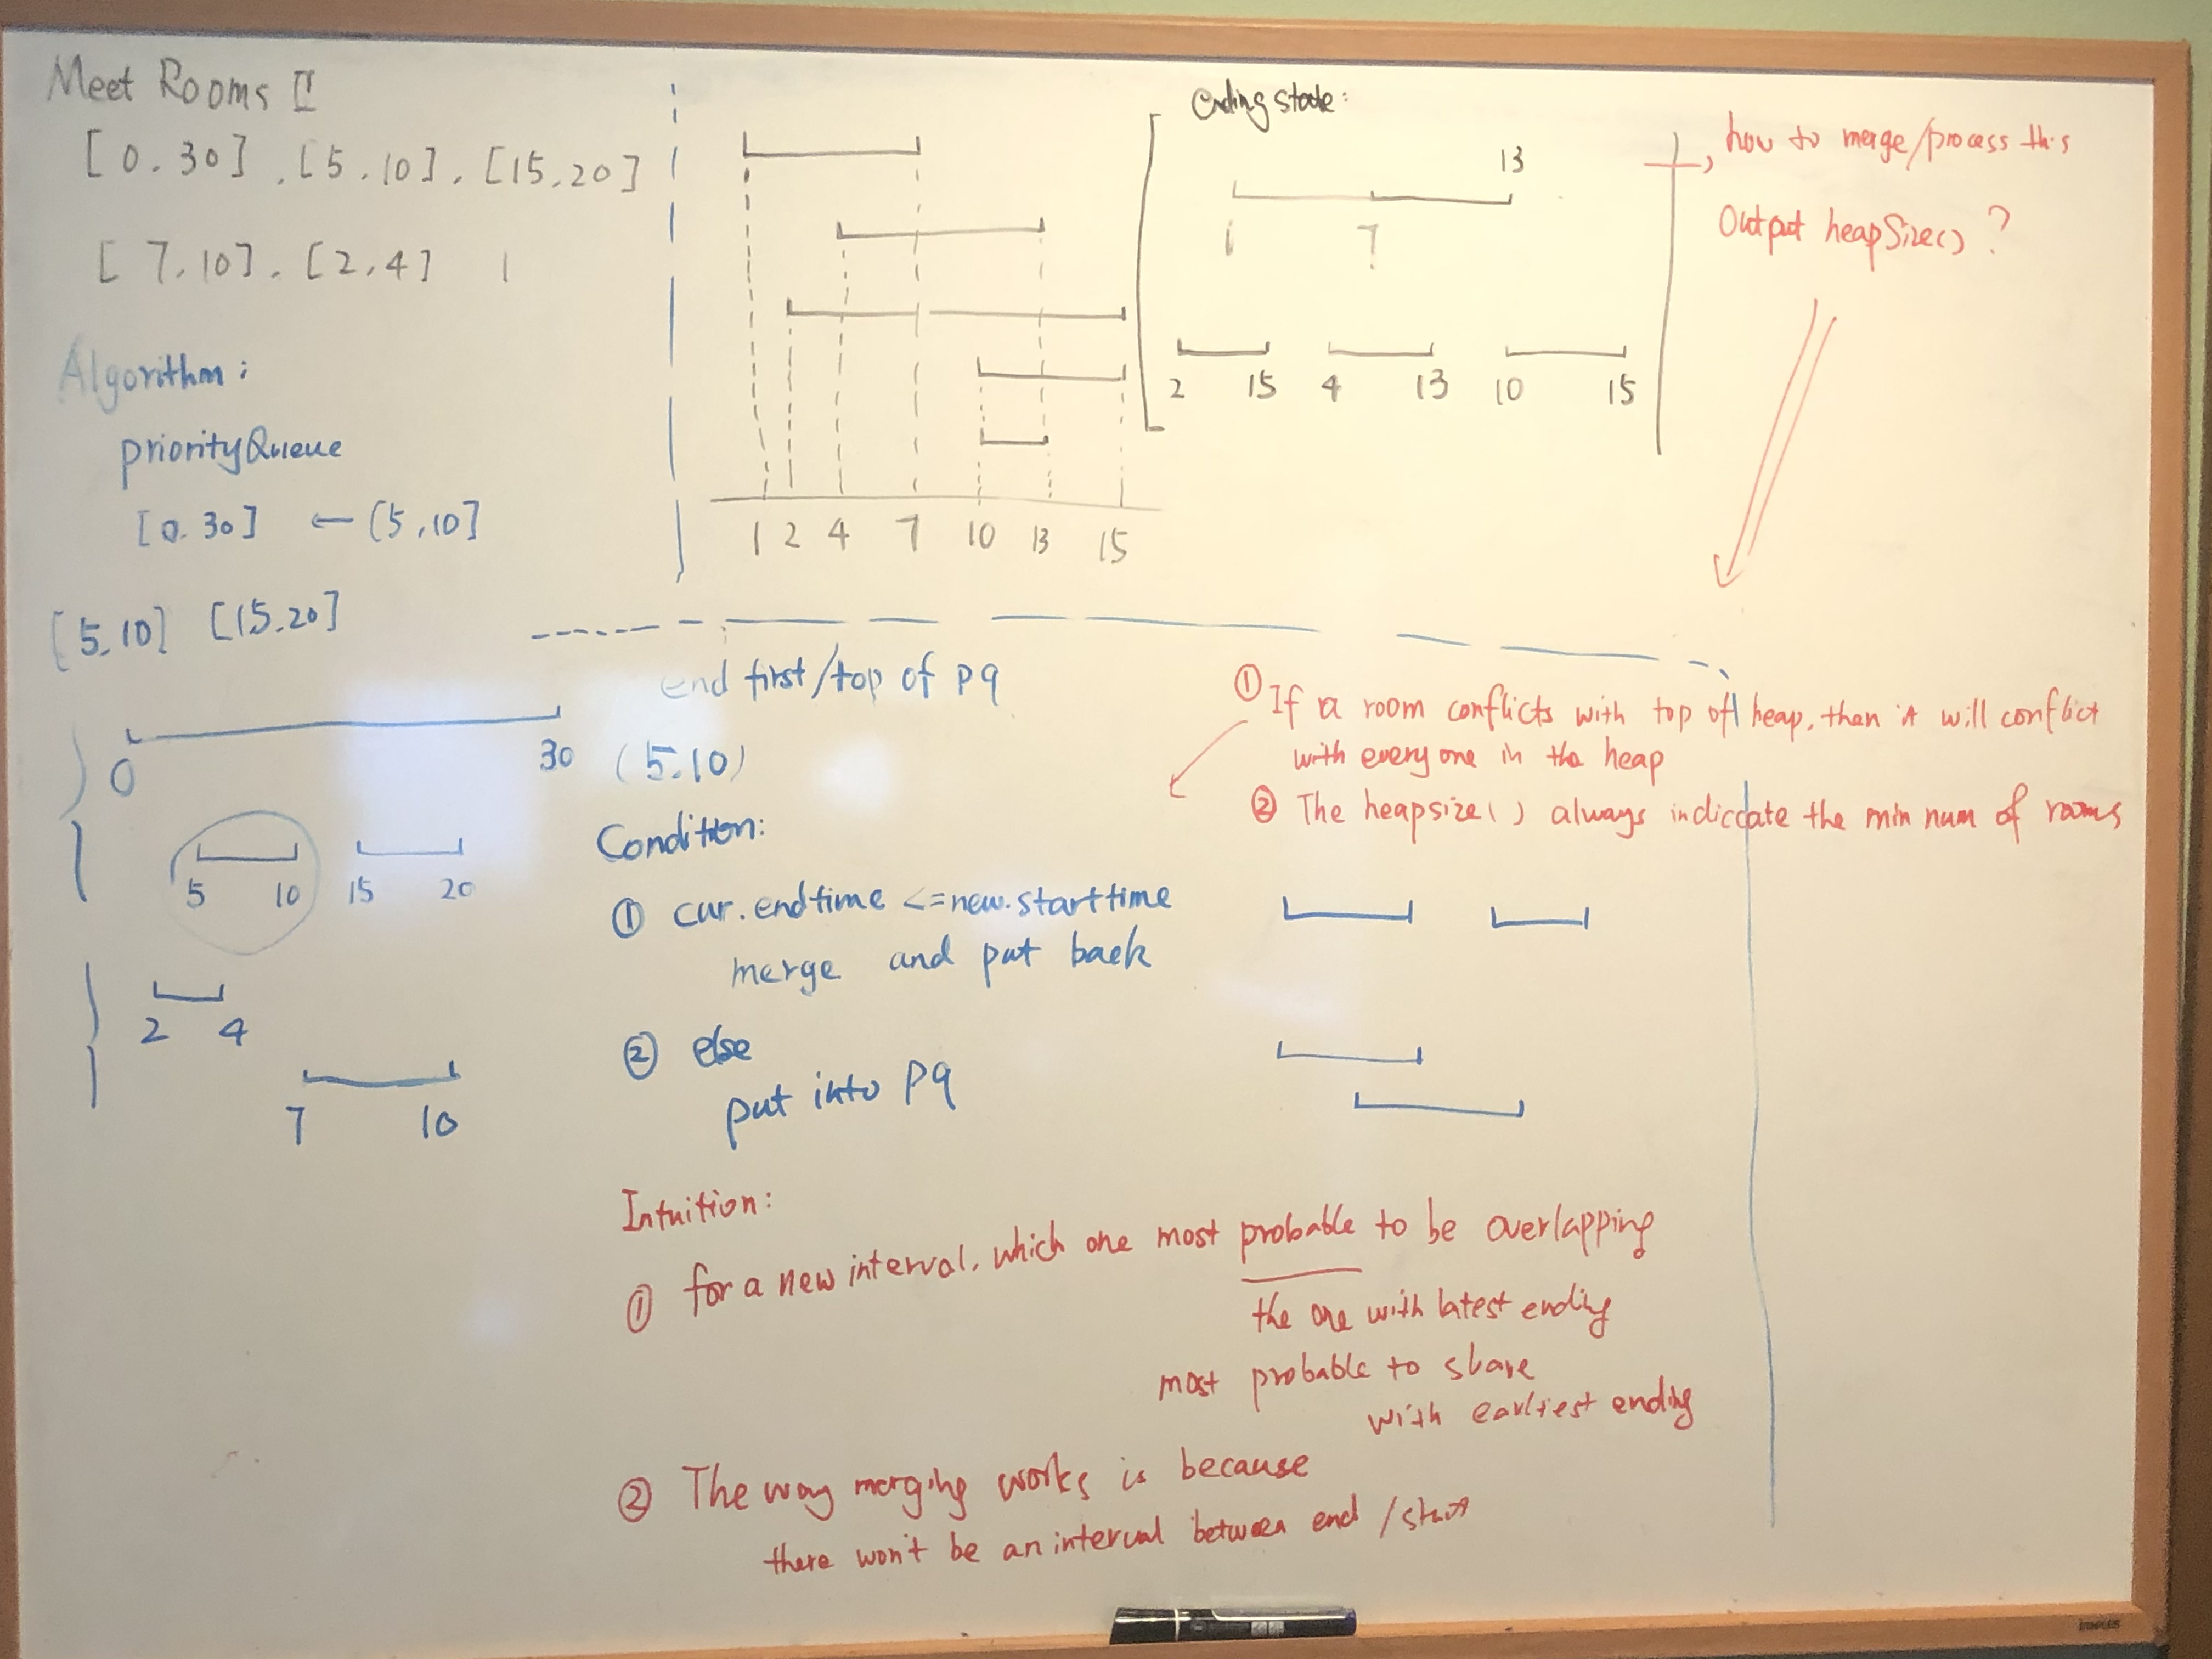 Meet Rooms II
[0.30], [5.10], [15,20]
[7,10]. [2,4] 1
Algorithm:
priorityQueue
[0.30] ← (5,10]
[5,10] [15.20]
0 30
5 10 15 20
2 4
7 10
1 2 4 7 10 13 15
Ending state:
13
1 7
2 15 4 13 10 15
how to merge/process this
Output heapSize()?
end first/top of pq
(5.10)
Condition:
① cur.endtime <=new.starttime
merge and put back
② else
put into pq
① If a room conflicts with top of heap, then it will conflict
with everyone in the heap
② The heapsize() always indiccate the min num of rooms
Intuition:
① for a new interval, which one most probable to be overlapping
the one with latest ending
most probable to share
with earliest ending
② The way merging works is because
there won't be an interval between end /start